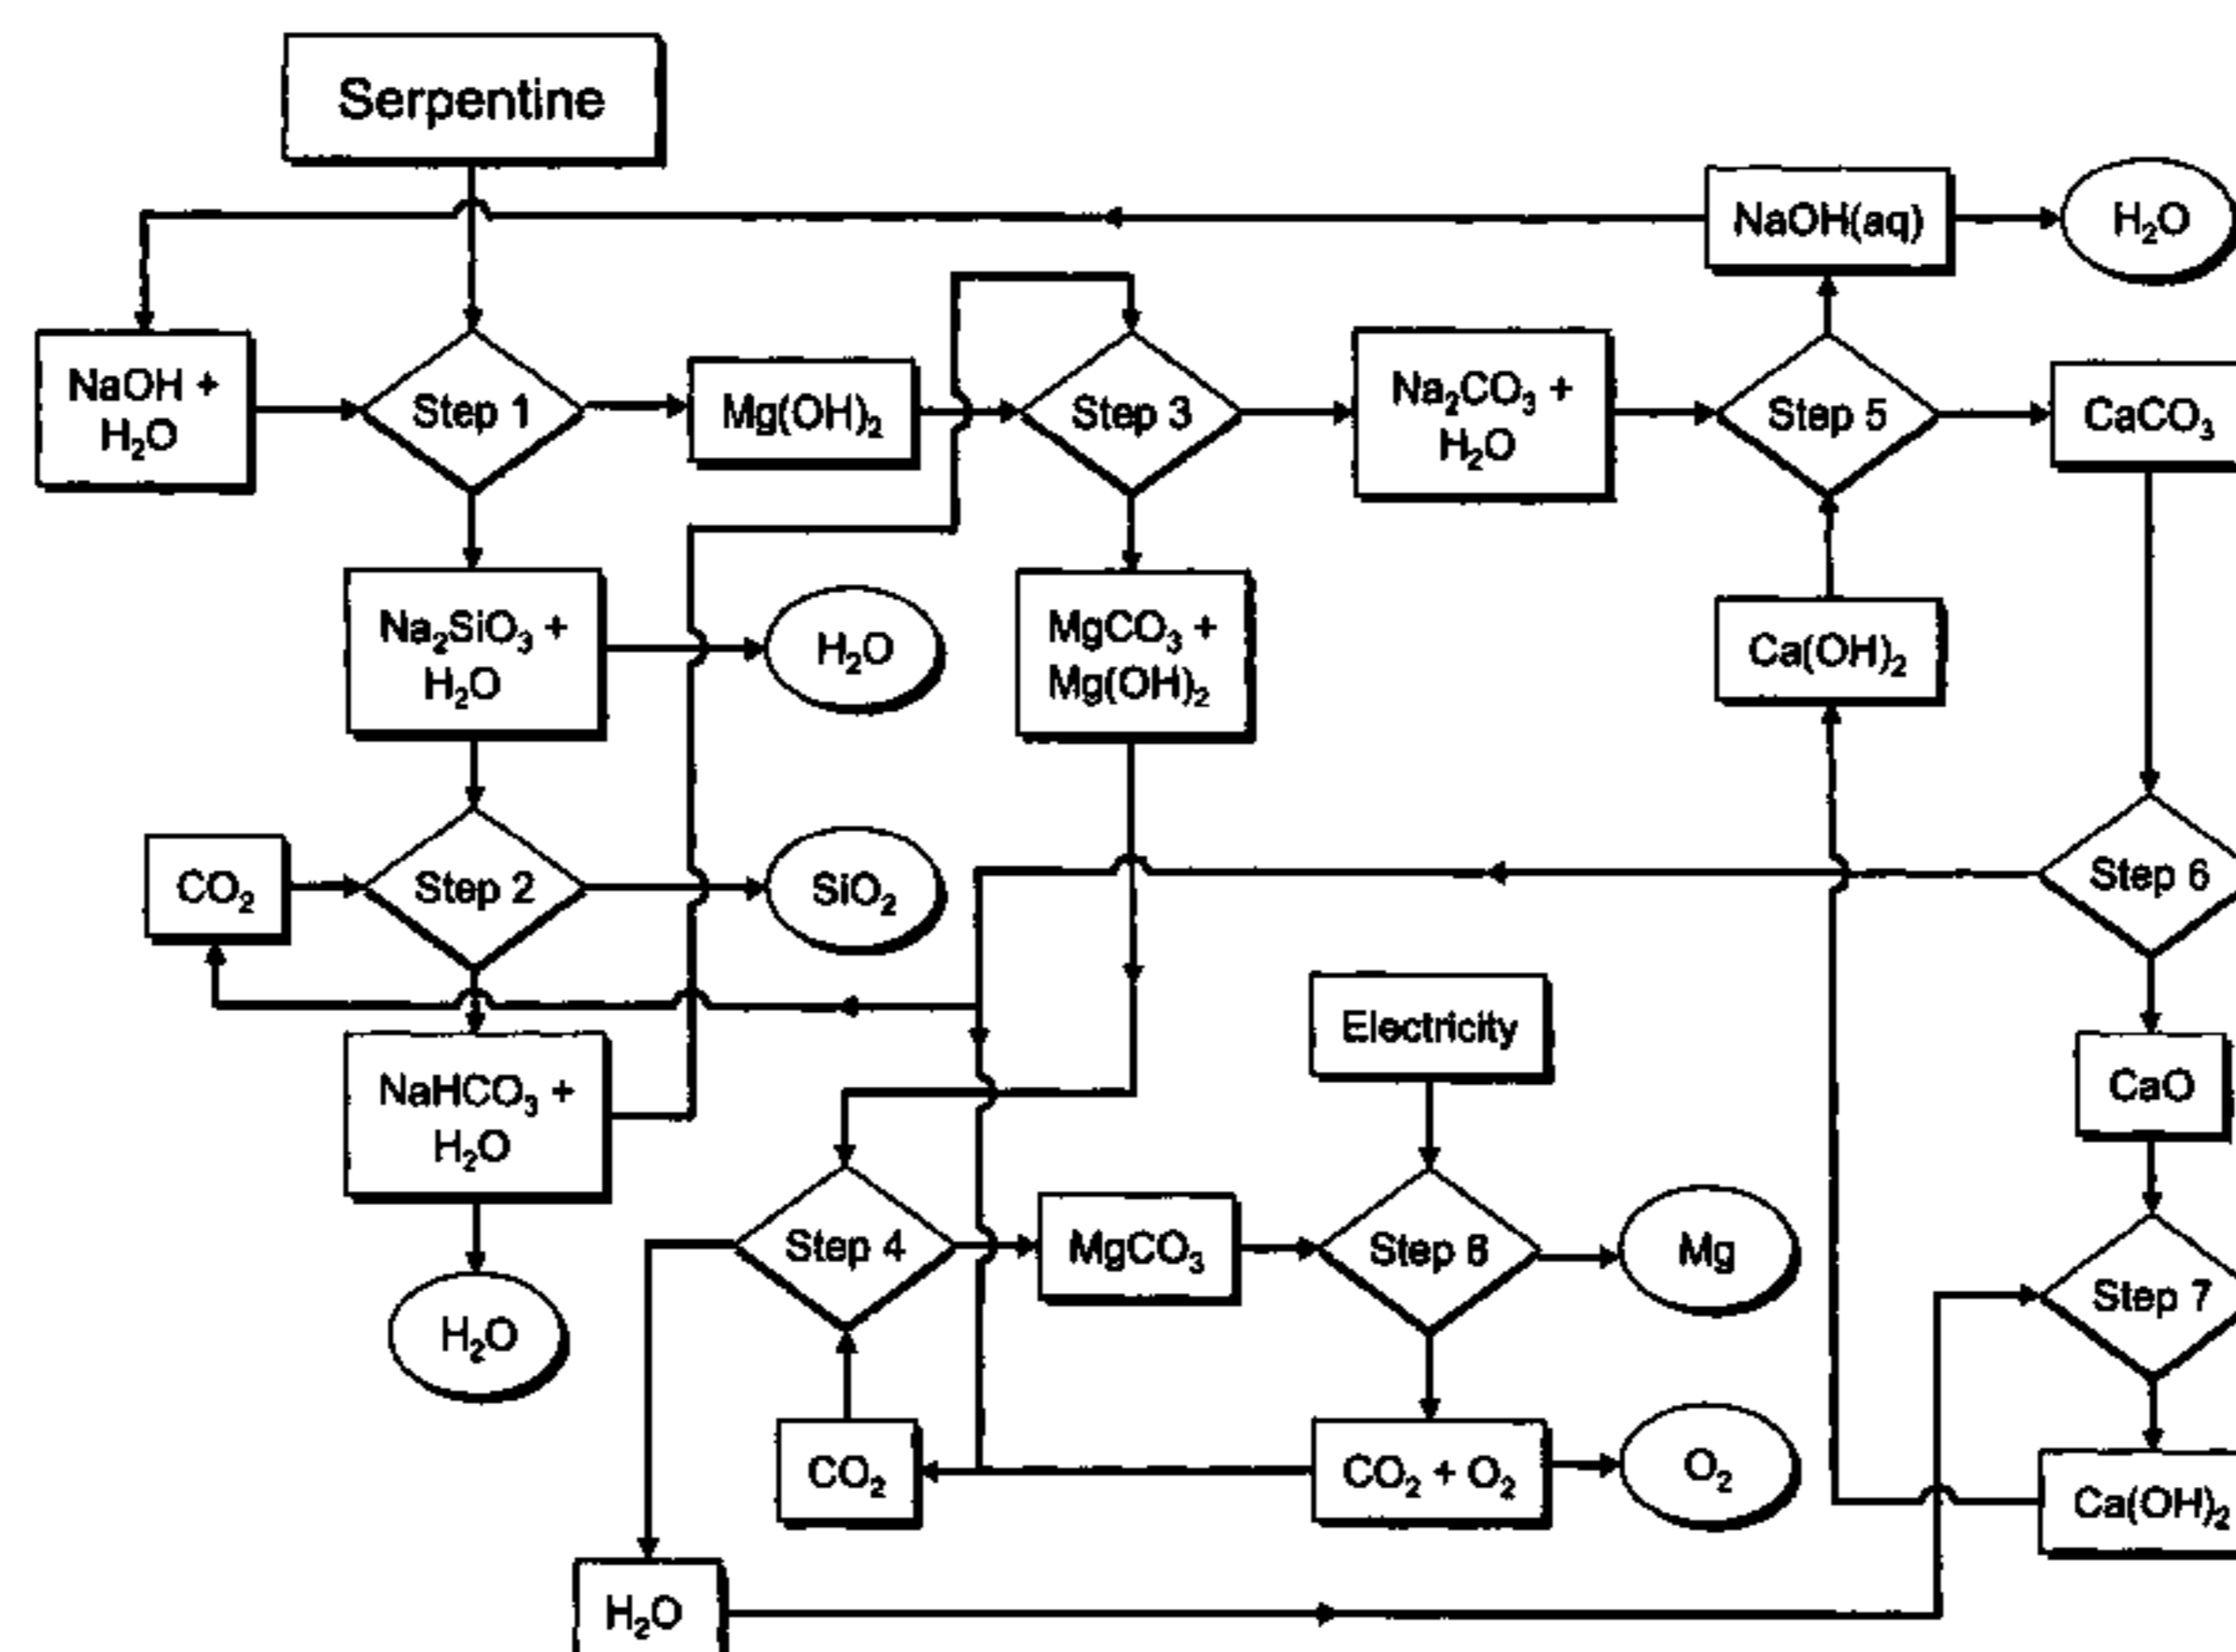 Serpentine
NaOH(aq)
H₂O
NaOH +
H₂O
Step 1
Mg(OH)₂
Step 3
Na₂CO₃ +
H₂O
Step 5
CaCO₃
Na₂SiO₃ +
H₂O
H₂O
MgCO₃ +
Mg(OH)₂
Ca(OH)₂
CO₂
Step 2
SiO₂
Step 6
Electricity
NaHCO₃ +
H₂O
CaO
Step 4
MgCO₃
Step 8
Mg
Step 7
H₂O
CO₂
CO₂ + O₂
O₂
Ca(OH)₂
H₂O